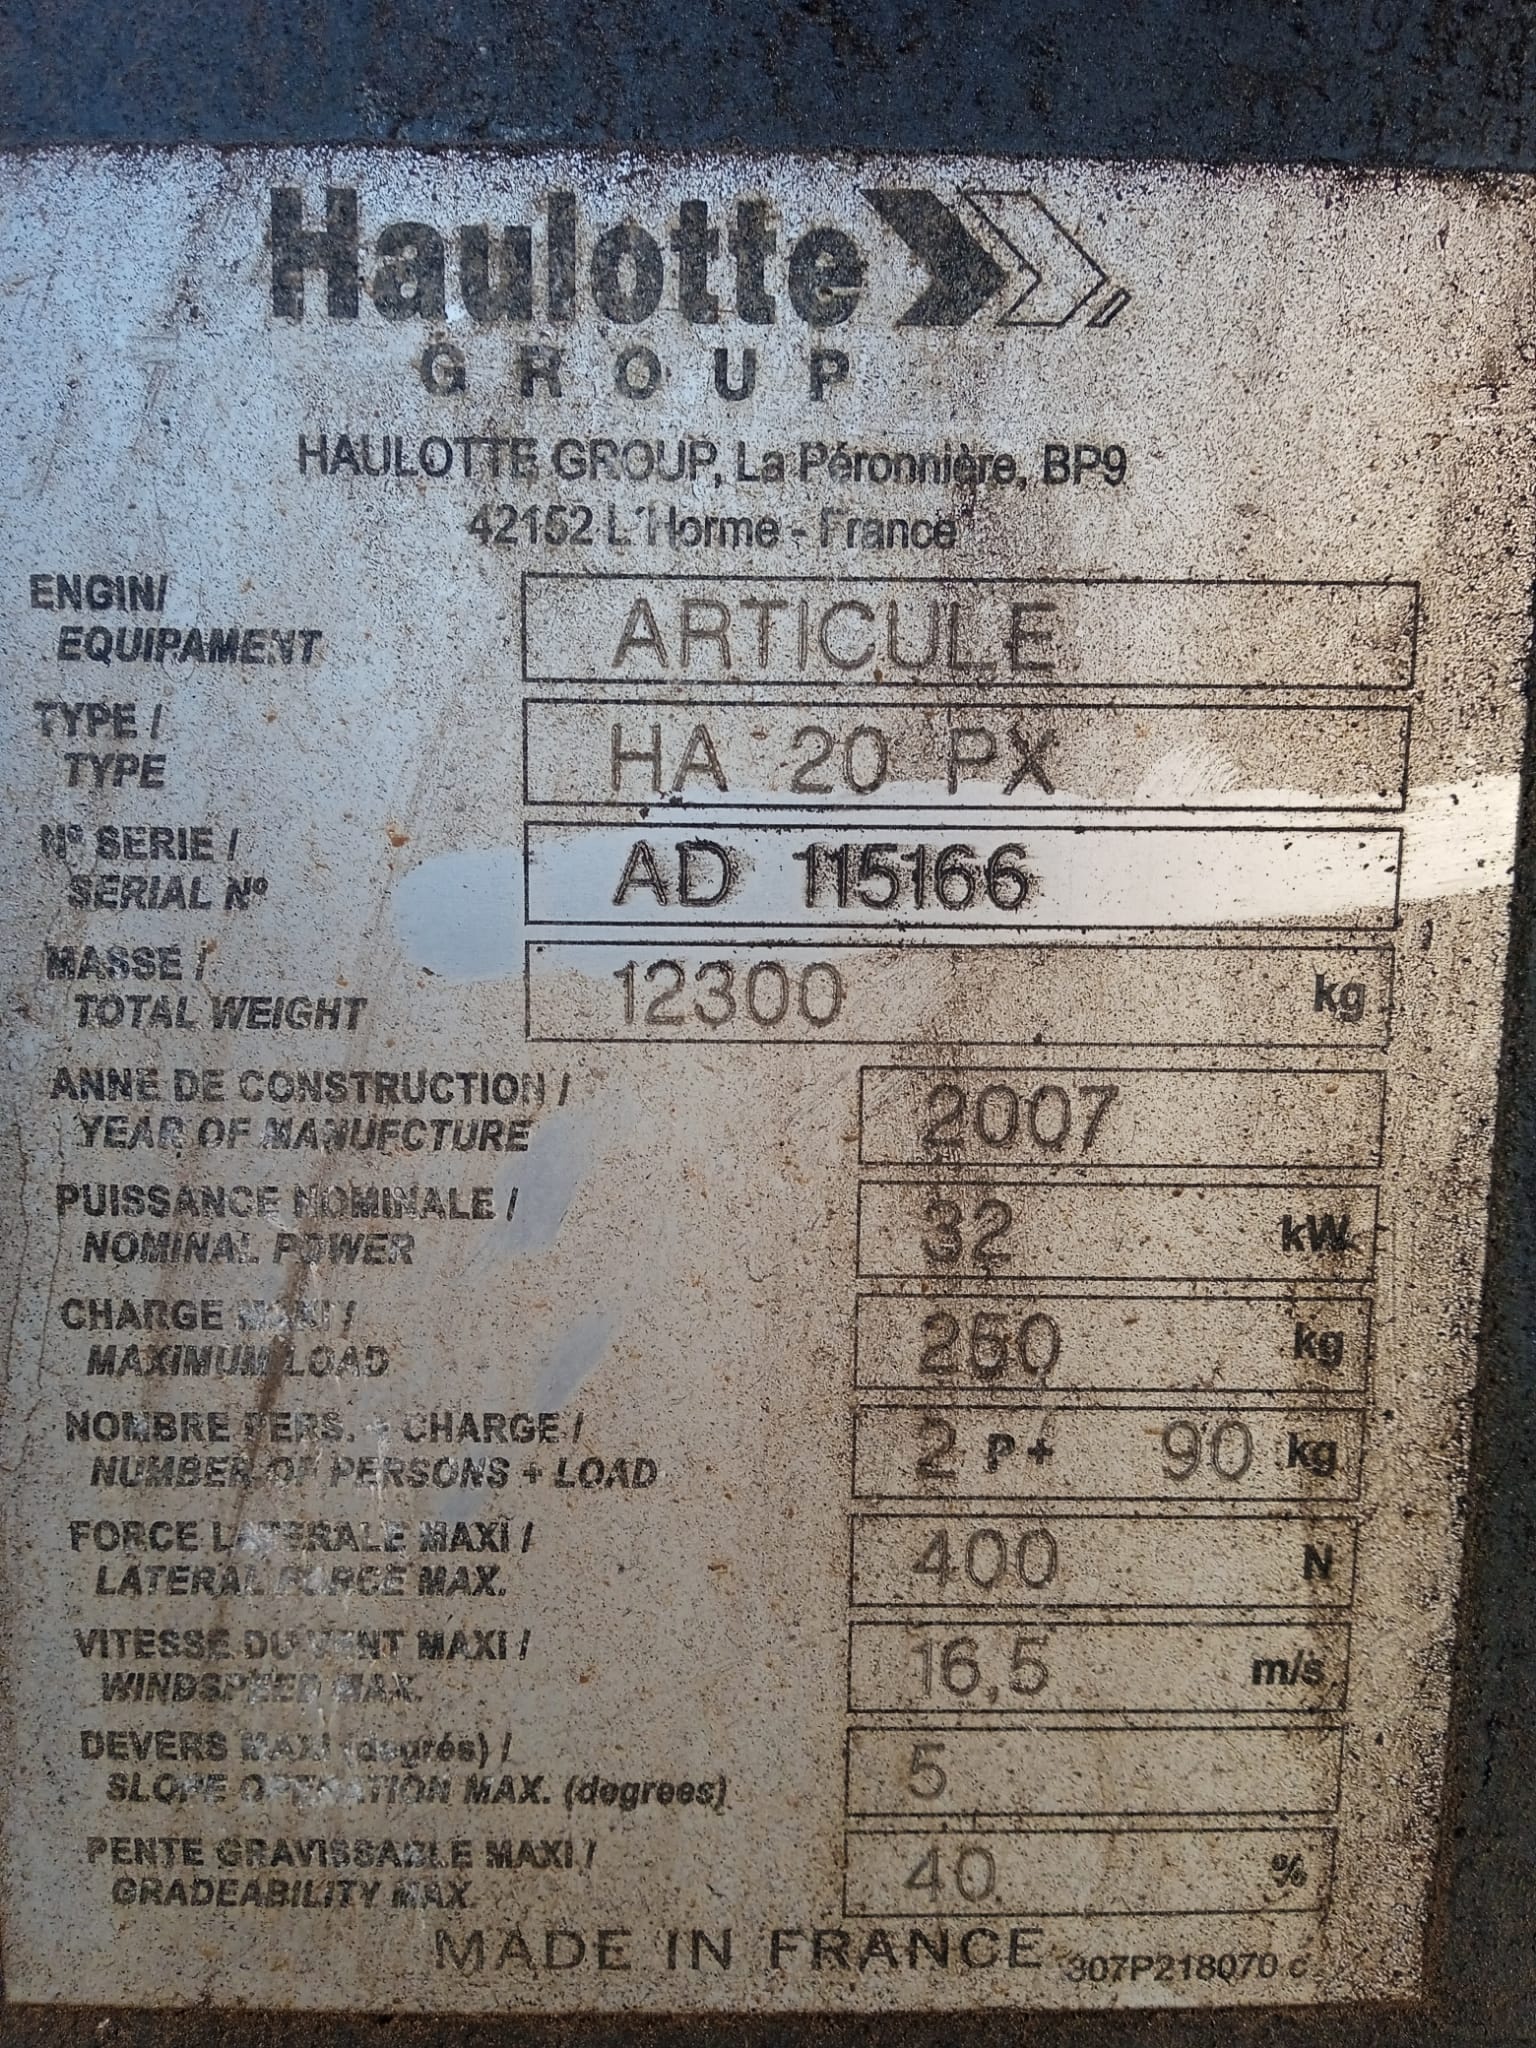 Haulotte
GROUP
HAULOTTE GROUP, La Péronnière, BP9
42152 L'Horme - France
ENGIN/
EQUIPAMENT
ARTICULE
TYPE /
TYPE
HA 20 PX
Nº SERIE /
SERIAL Nº
AD 115166
MASSE /
TOTAL WEIGHT
12300 kg
ANNE DE CONSTRUCTION /
YEAR OF MANUFCTURE
2007
PUISSANCE NOMINALE /
NOMINAL POWER
32 kW
CHARGE MAXI /
MAXIMUM LOAD
250 kg
NOMBRE PERS. + CHARGE /
NUMBER OF PERSONS + LOAD
2 P+ 90 kg
FORCE LATERALE MAXI /
LATERAL FORCE MAX.
400 N
VITESSE DU VENT MAXI /
WINDSPEED MAX.
16,5 m/s
DEVERS MAXI (degrés) /
SLOPE OPERATION MAX. (degrees)
5
PENTE GRAVISSABLE MAXI /
GRADEABILITY MAX.
40 %
MADE IN FRANCE 307P218070 c